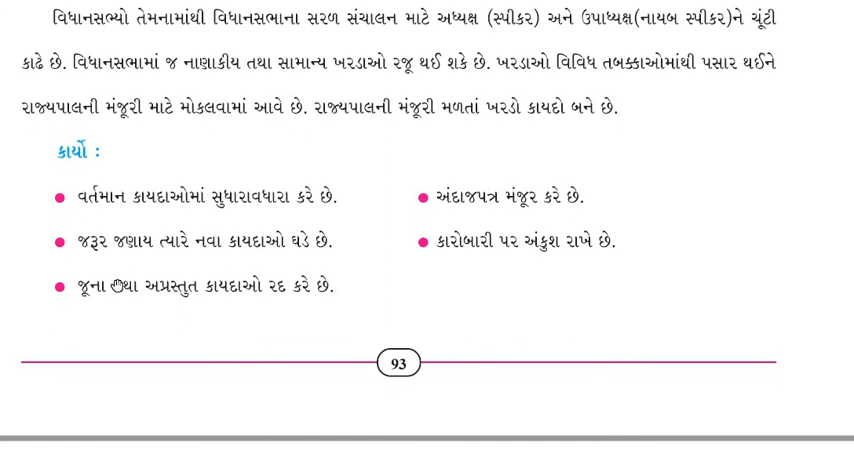 વિધાનસભ્યો તેમનામાંથી વિધાનસભાના સરળ સંચાલન માટે અધ્યક્ષ (સ્પીકર) અને ઉપાધ્યક્ષ(નાયબ સ્પીકર)ને ચૂંટી
કાઢે છે. વિધાનસભામાં જ નાણાકીય તથા સામાન્ય ખરડાઓ રજૂ થઈ શકે છે. ખરડાઓ વિવિધ તબક્કાઓમાંથી પસાર થઈને
રાજ્યપાલની મંજૂરી માટે મોકલવામાં આવે છે. રાજ્યપાલની મંજૂરી મળતાં ખરડો કાયદો બને છે.
કાર્યો :
• વર્તમાન કાયદાઓમાં સુધારાવધારા કરે છે.
• અંદાજપત્ર મંજૂર કરે છે.
• જરૂર જણાય ત્યારે નવા કાયદાઓ ઘડે છે.
• કારોબારી પર અંકુશ રાખે છે.
• જૂના અપ્રસ્તુત કાયદાઓ રદ કરે છે.
93